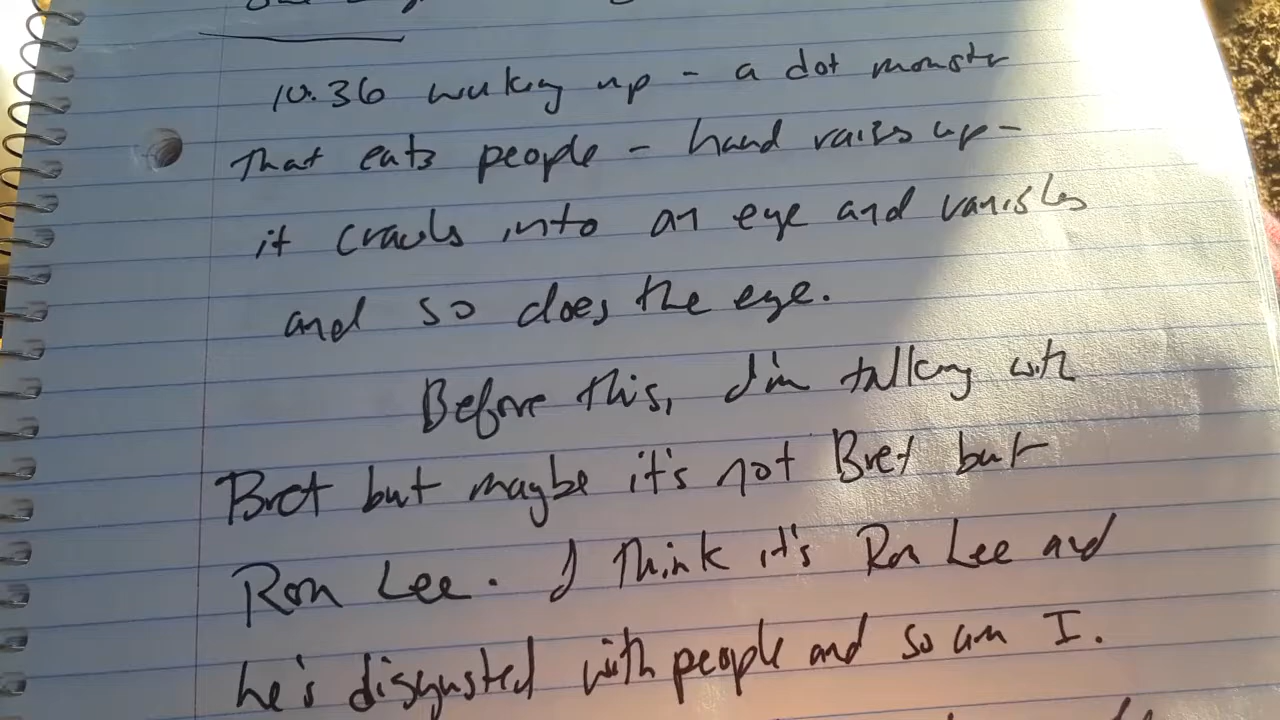 10.36 waking up - a dot monster
That eats people - hand raises up -
it crawls into an eye and vanishes
and so does the eye.
Before this, I'm talking with
Bret but maybe it's not Bret but
Ron Lee. I think it's Ron Lee and
he's disgusted with people and so am I.